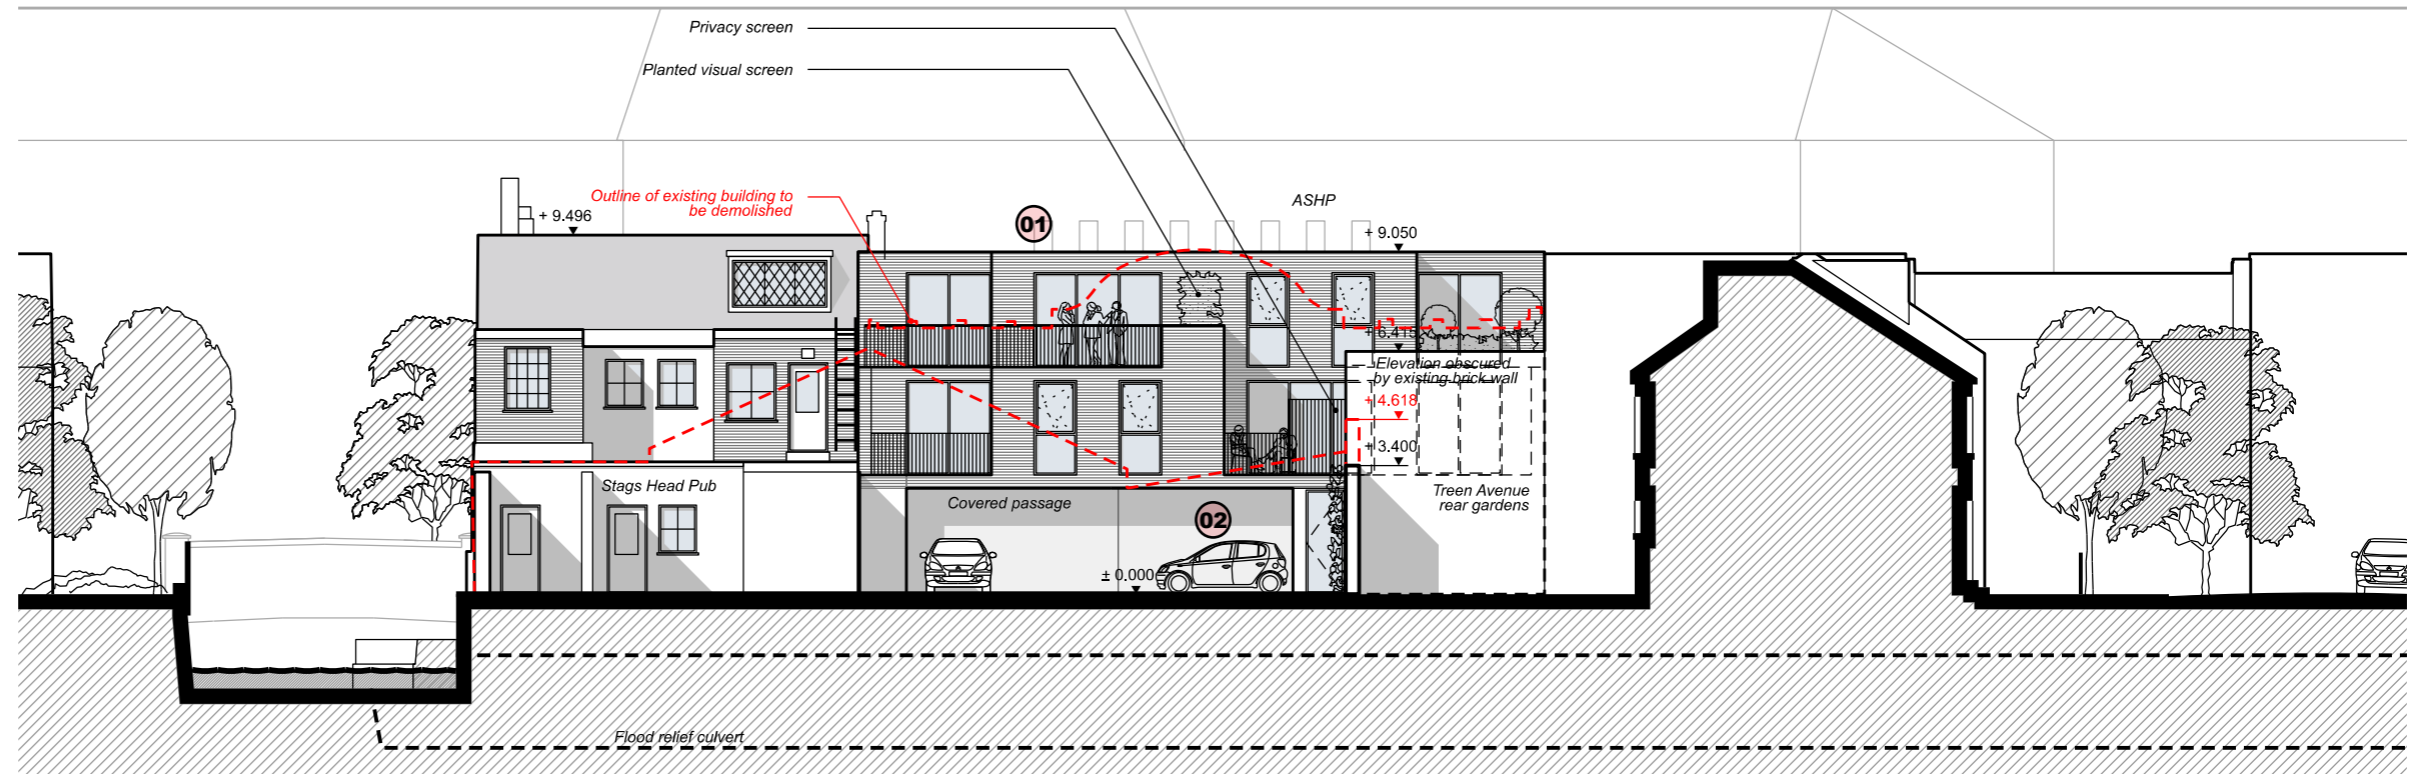 Privacy screen
Planted visual screen
Outline of existing building to
be demolished
+ 9.496
01
ASHP
+ 9.050
+ 6.415
Elevation obscured
by existing brick wall
+ 4.618
+ 3.400
Stags Head Pub
Covered passage
02
Treen Avenue
rear gardens
± 0.000
Flood relief culvert